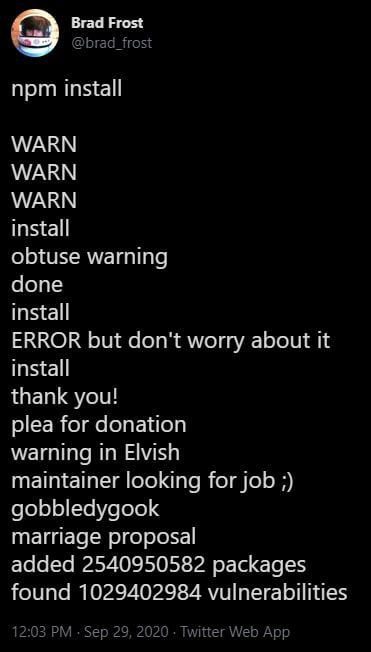 Brad Frost
@brad_frost
npm install
WARN
WARN
WARN
install
obtuse warning
done
install
ERROR but don't worry about it
install
thank you!
plea for donation
warning in Elvish
maintainer looking for job ;)
gobbledygook
marriage proposal
added 2540950582 packages
found 1029402984 vulnerabilities
12:03 PM · Sep 29, 2020 · Twitter Web App